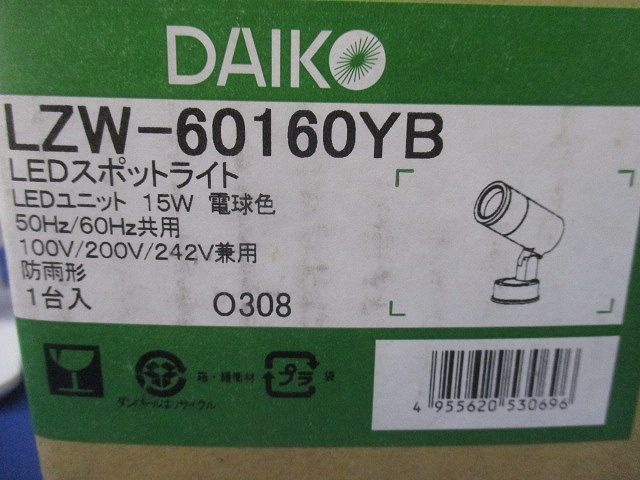 DAIKO
LZW-60160YB
LEDスポットライト
LEDユニット 15W 電球色
50Hz/60Hz共用
100V/200V/242V兼用
防雨形
1台入 O308
箱・緩衝材 プラ 袋
ダンボールはリサイクル
4 955620 530696